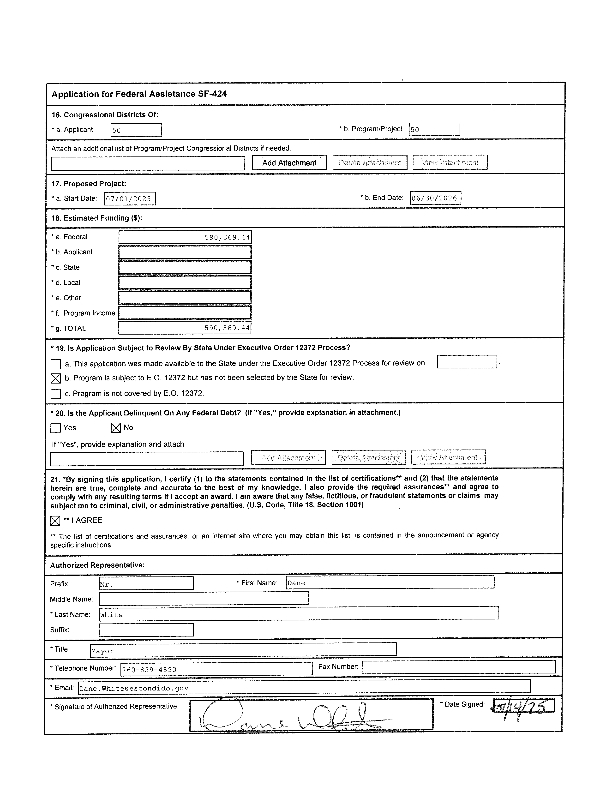 Application for Federal Assistance SF-424
16. Congressional Districts Of:
* a. Applicant 50 * b. Program/Project 50
Attach an additional list of Program/Project Congressional Districts if needed.
Add Attachment Delete Attachment View Attachment
17. Proposed Project:
* a. Start Date: 07/01/2025 * b. End Date: 06/30/2026
18. Estimated Funding ($):
* a. Federal
* b. Applicant
* c. State
* d. Local
* e. Other
* f. Program Income
* g. TOTAL
* 19. Is Application Subject to Review By State Under Executive Order 12372 Process?
a. This application was made available to the State under the Executive Order 12372 Process for review on .
b. Program is subject to E.O. 12372 but has not been selected by the State for review.
c. Program is not covered by E.O. 12372.
* 20. Is the Applicant Delinquent On Any Federal Debt? (If "Yes," provide explanation in attachment.)
Yes No
If "Yes", provide explanation and attach
Add Attachment Delete Attachment View Attachment
21. *By signing this application, I certify (1) to the statements contained in the list of certifications** and (2) that the statements
herein are true, complete and accurate to the best of my knowledge. I also provide the required assurances** and agree to
comply with any resulting terms if I accept an award. I am aware that any false, fictitious, or fraudulent statements or claims may
subject me to criminal, civil, or administrative penalties. (U.S. Code, Title 18, Section 1001)
** I AGREE
** The list of certifications and assurances, or an internet site where you may obtain this list, is contained in the announcement or agency
specific instructions.
Authorized Representative:
Prefix: Mr. * First Name: Dane
Middle Name:
* Last Name: White
Suffix:
* Title: Mayor
* Telephone Number: Fax Number:
* Email:
* Signature of Authorized Representative: Dane White * Date Signed: